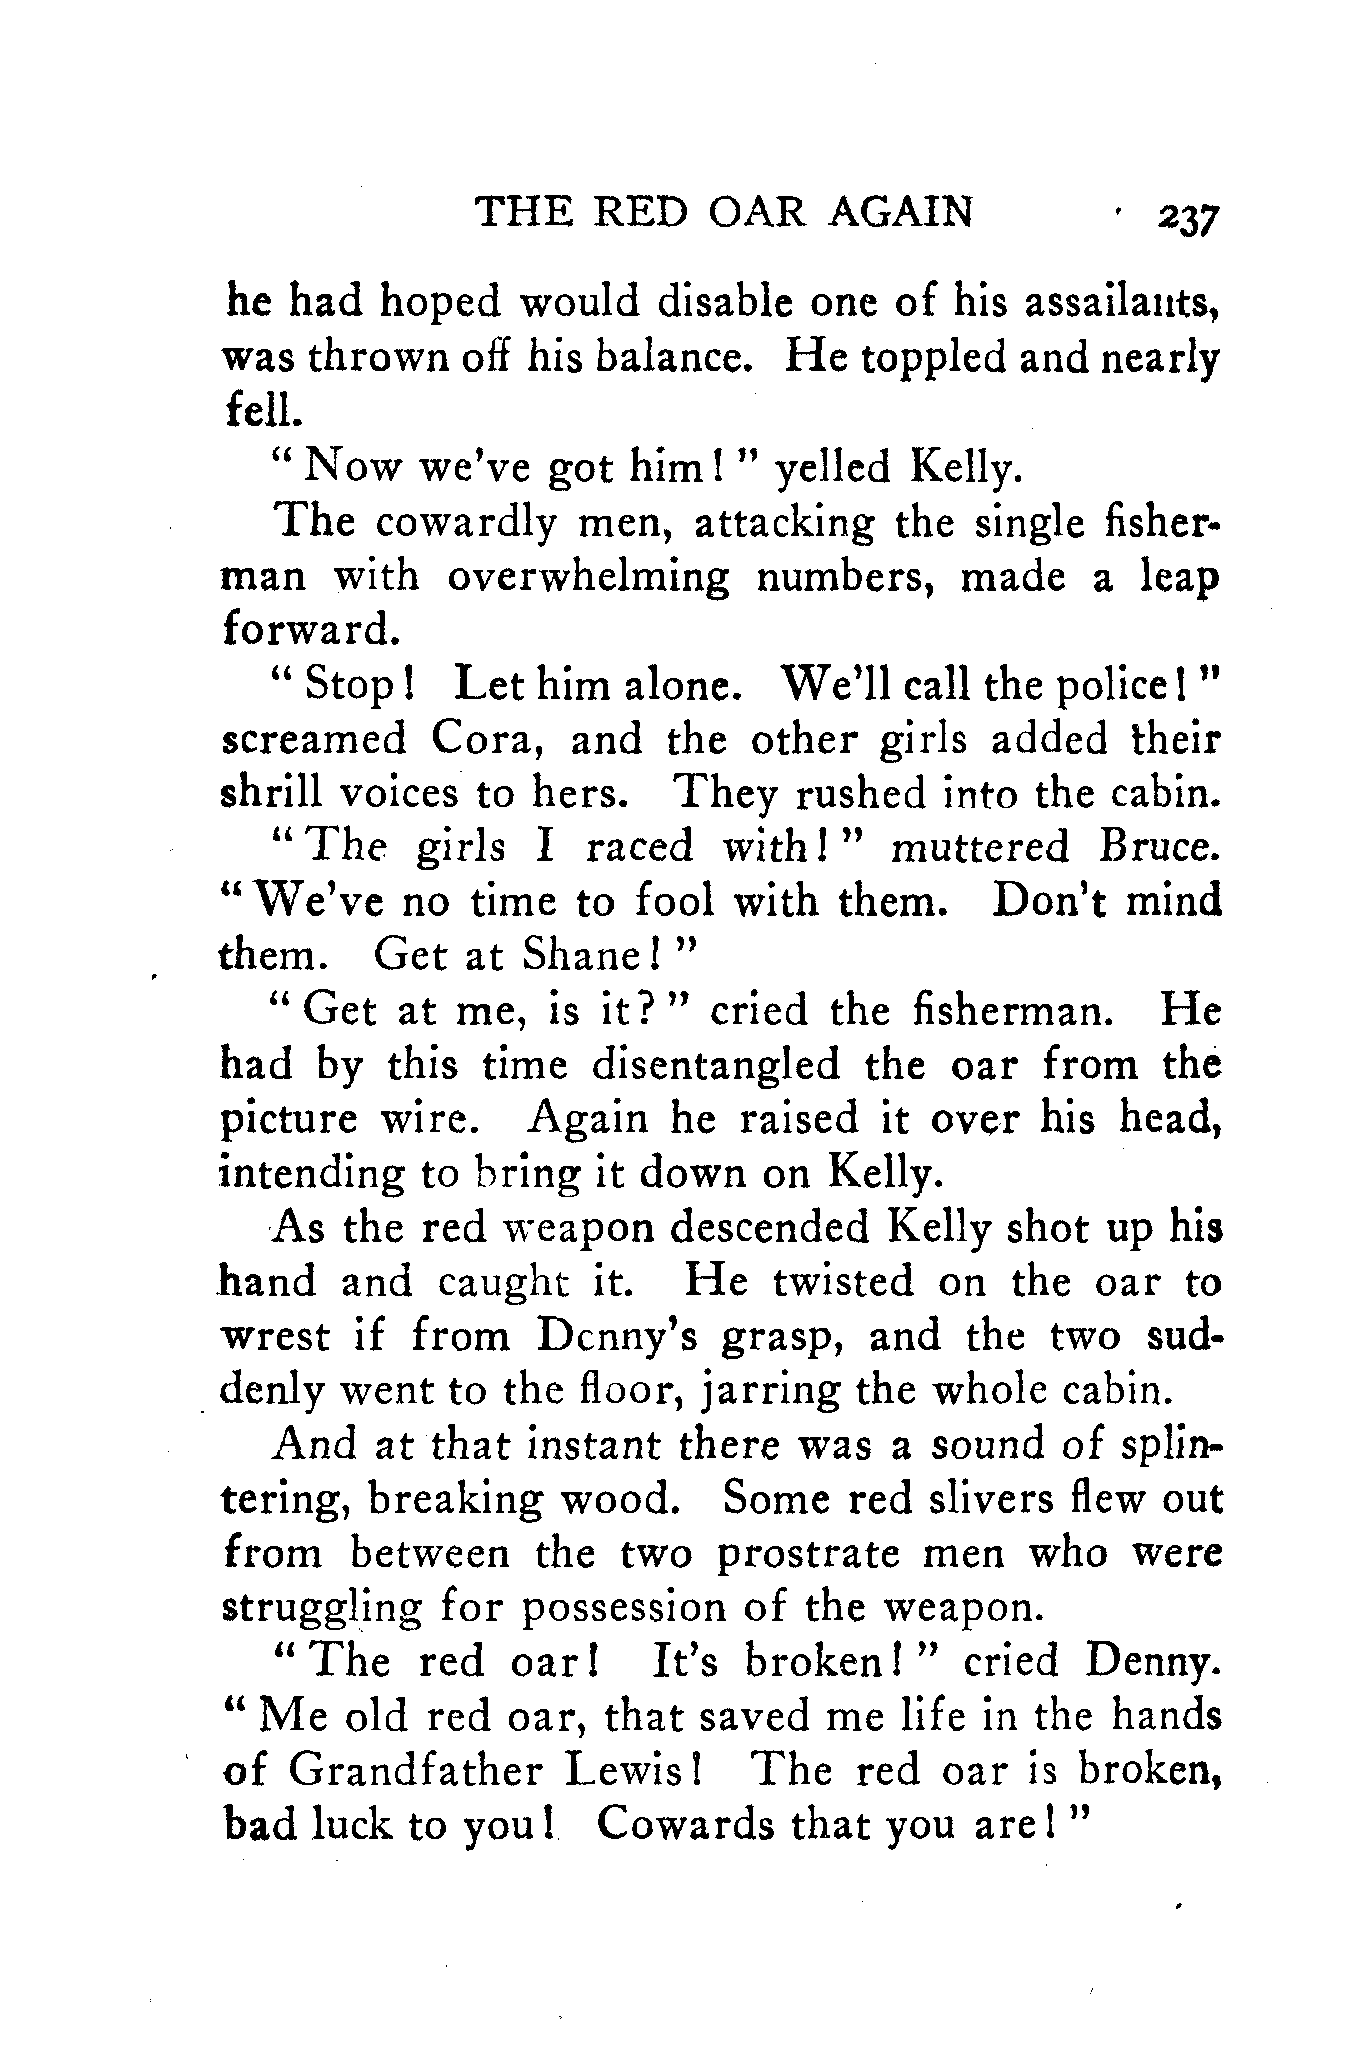 THE RED OAR AGAIN 237
he had hoped would disable one of his assailants,
was thrown off his balance. He toppled and nearly
fell.
" Now we've got him! " yelled Kelly.
The cowardly men, attacking the single fisher-
man with overwhelming numbers, made a leap
forward.
" Stop! Let him alone. We'll call the police! "
screamed Cora, and the other girls added their
shrill voices to hers. They rushed into the cabin.
" The girls I raced with! " muttered Bruce.
" We've no time to fool with them. Don't mind
them. Get at Shane! "
" Get at me, is it? " cried the fisherman. He
had by this time disentangled the oar from the
picture wire. Again he raised it over his head,
intending to bring it down on Kelly.
As the red weapon descended Kelly shot up his
hand and caught it. He twisted on the oar to
wrest if from Denny's grasp, and the two sud-
denly went to the floor, jarring the whole cabin.
And at that instant there was a sound of splin-
tering, breaking wood. Some red slivers flew out
from between the two prostrate men who were
struggling for possession of the weapon.
" The red oar! It's broken! " cried Denny.
" Me old red oar, that saved me life in the hands
of Grandfather Lewis! The red oar is broken,
bad luck to you! Cowards that you are! "